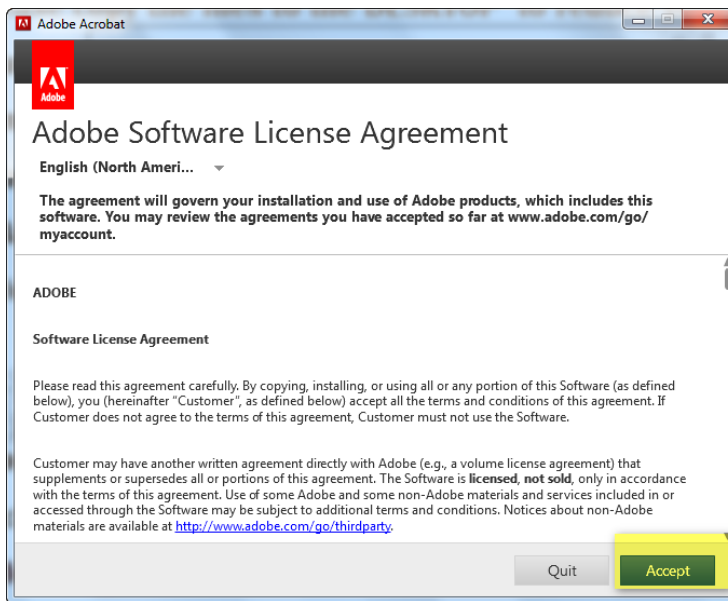 Adobe Acrobat
Adobe
Adobe Software License Agreement
English (North Ameri...
The agreement will govern your installation and use of Adobe products, which includes this
software. You may review the agreements you have accepted so far at www.adobe.com/go/
myaccount.
ADOBE
Software License Agreement
Please read this agreement carefully. By copying, installing, or using all or any portion of this Software (as defined
below), you (hereinafter “Customer”, as defined below) accept all the terms and conditions of this agreement. If
Customer does not agree to the terms of this agreement, Customer must not use the Software.
Customer may have another written agreement directly with Adobe (e.g., a volume license agreement) that
supplements or supersedes all or portions of this agreement. The Software is licensed, not sold, only in accordance
with the terms of this agreement. Use of some Adobe and some non-Adobe materials and services included in or
accessed through the Software may be subject to additional terms and conditions. Notices about non-Adobe
materials are available at http://www.adobe.com/go/thirdparty.
Quit
Accept